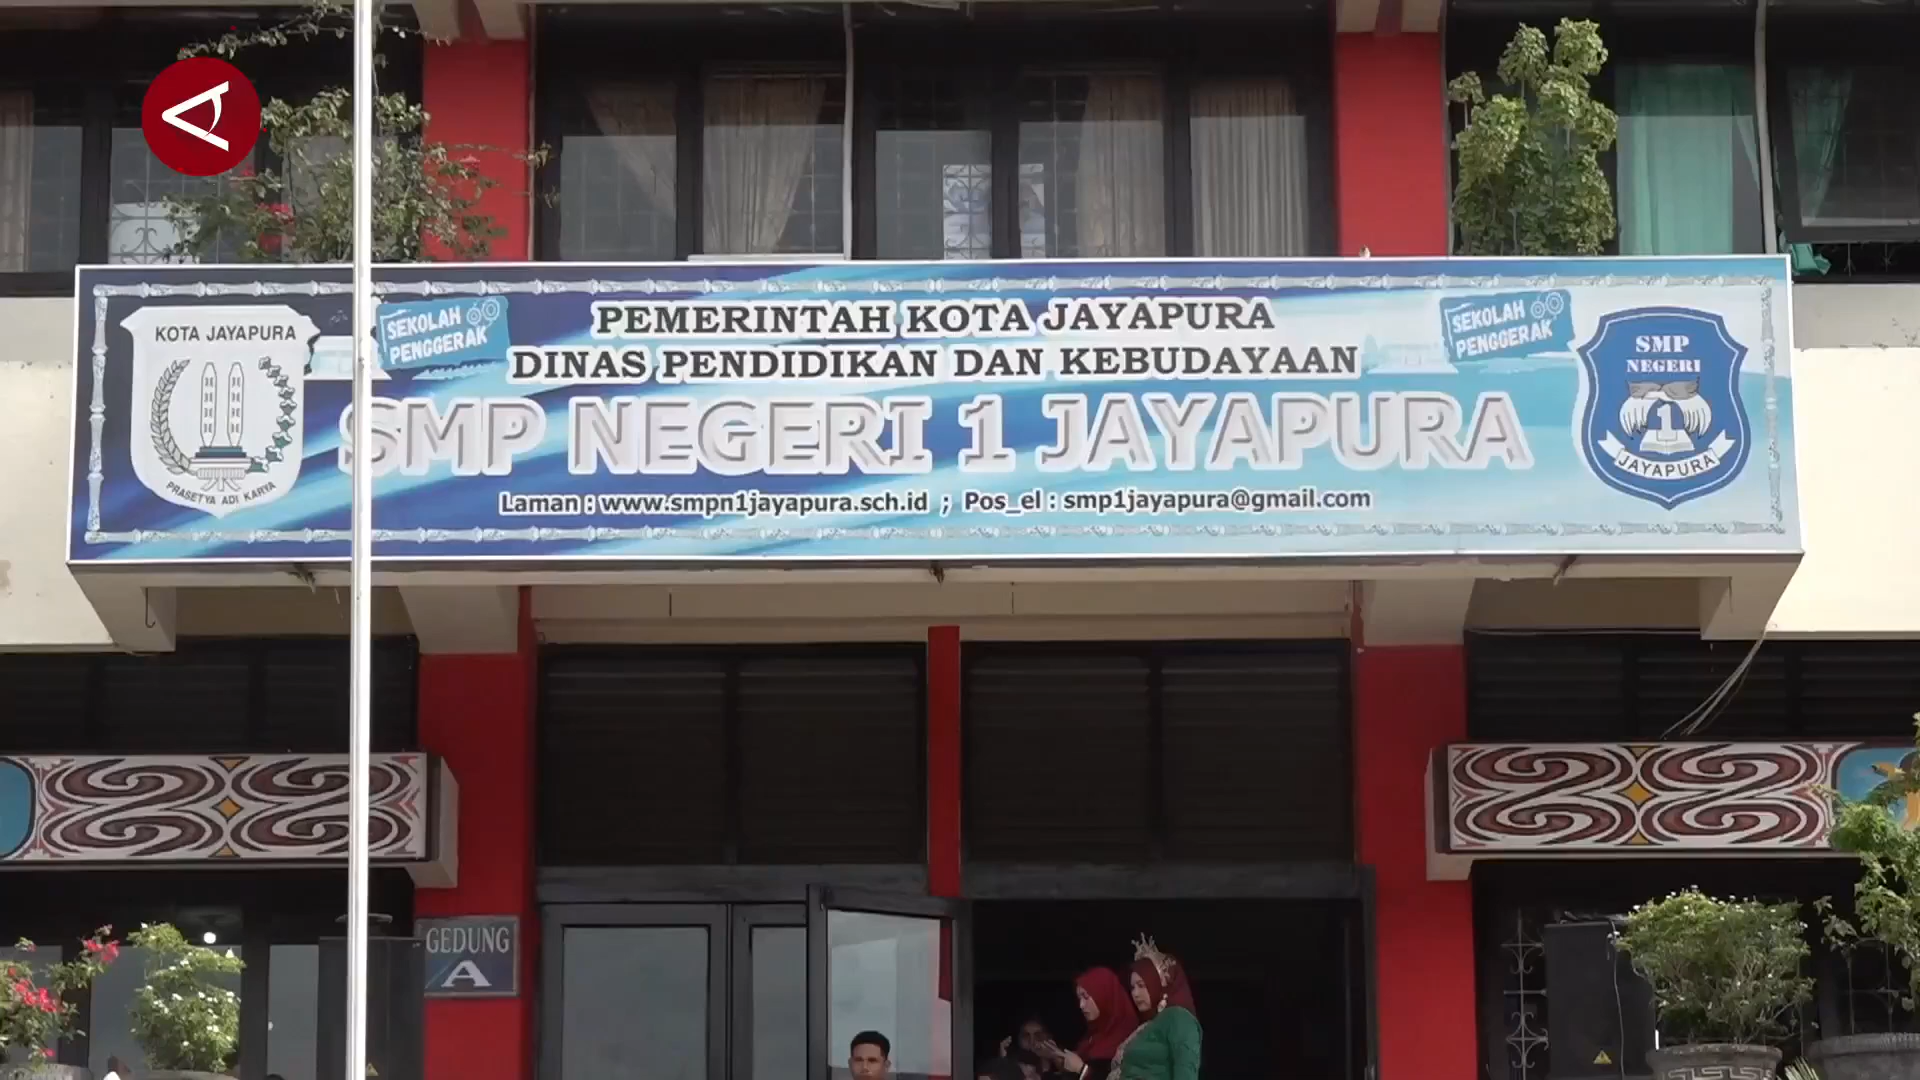 KOTA JAYAPURA
PRASETYA ADI KARYA
SEKOLAH
PENGGERAK
PEMERINTAH KOTA JAYAPURA
DINAS PENDIDIKAN DAN KEBUDAYAAN
SMP NEGERI 1 JAYAPURA
Laman : www.smpn1jayapura.sch.id ; Pos_el : smp1jayapura@gmail.com
SEKOLAH
PENGGERAK
SMP
NEGERI
1
JAYAPURA
GEDUNG
A